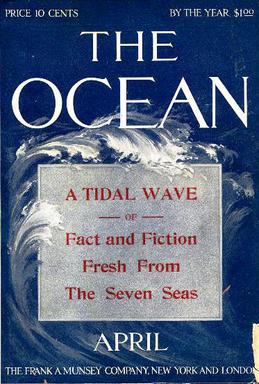 PRICE 10 CENTS BY THE YEAR, $1.00
THE
OCEAN
A TIDAL WAVE
OF
Fact and Fiction
Fresh From
The Seven Seas
APRIL
THE FRANK A. MUNSEY COMPANY, NEW YORK AND LONDON